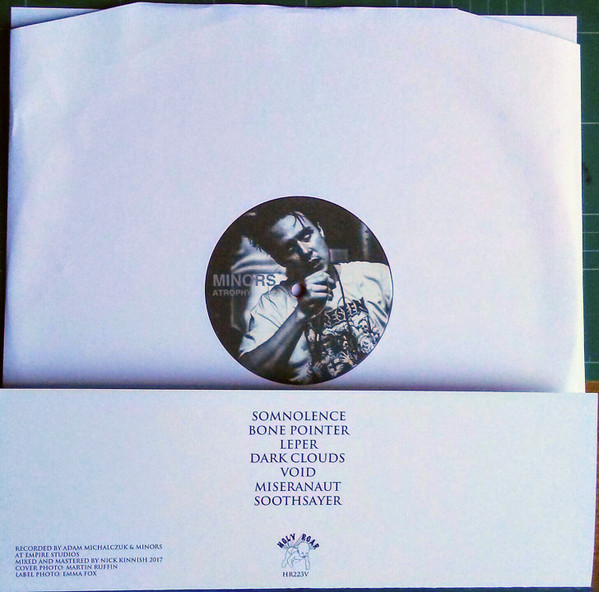 MINORS
ATROPHY
SOMNOLENCE
BONE POINTER
LEPER
DARK CLOUDS
VOID
MISERANAUT
SOOTHSAYER
RECORDED BY ADAM MICHALCZUK & MINORS
AT EMPIRE STUDIOS
MIXED AND MASTERED BY NICK KINNISH 2017
COVER PHOTO: MARTIN RUFFIN
LABEL PHOTO: EMMA FOX
HOLY ROAR
HR223V